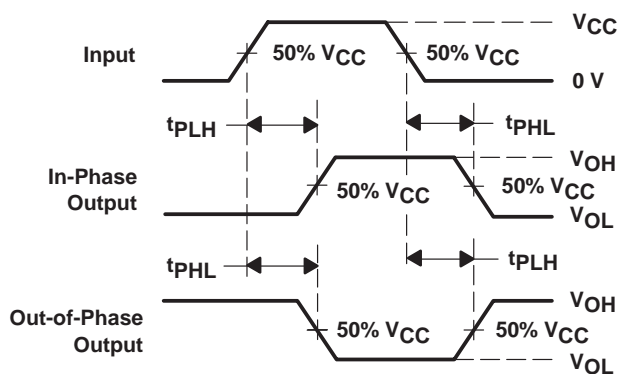 VCC
Input
50% VCC
50% VCC
0 V
tPLH
tPHL
In-Phase
Output
50% VCC
50% VCC
VOH
VOL
tPHL
tPLH
Out-of-Phase
Output
50% VCC
50% VCC
VOH
VOL